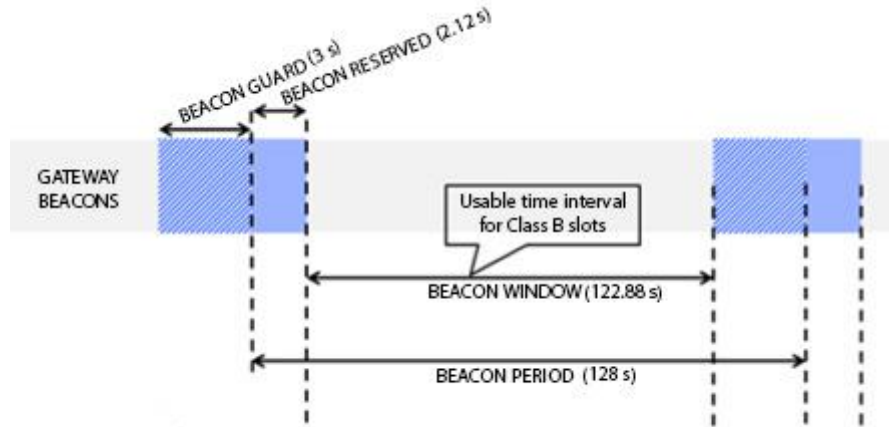 BEACON GUARD (3 s)
BEACON RESERVED (2.12 s)
GATEWAY
BEACONS
Usable time interval
for Class B slots
BEACON WINDOW (122.88 s)
BEACON PERIOD (128 s)